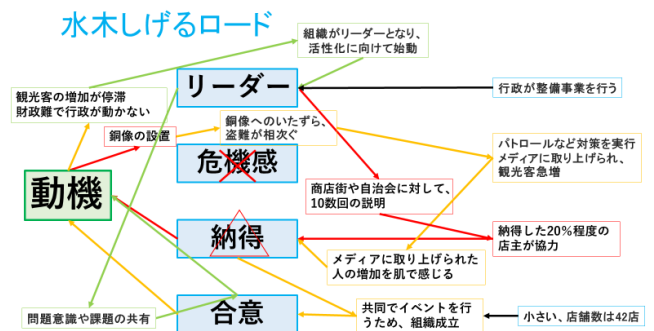 水木しげるロード
組織がリーダーとなり、
活性化に向けて始動
リーダー
行政が整備事業を行う
観光客の増加が停滞
財政難で行政が動かない
銅像の設置
銅像へのいたずら、
盗難が相次ぐ
パトロールなど対策を実行
メディアに取り上げられ、
観光客急増
危機感
動機
商店街や自治会に対して、
10数回の説明
納得
納得した20%程度の
店主が協力
メディアに取り上げられた
人の増加を肌で感じる
問題意識や課題の共有
合意
共同でイベントを行
うため、組織成立
小さい、店舗数は42店